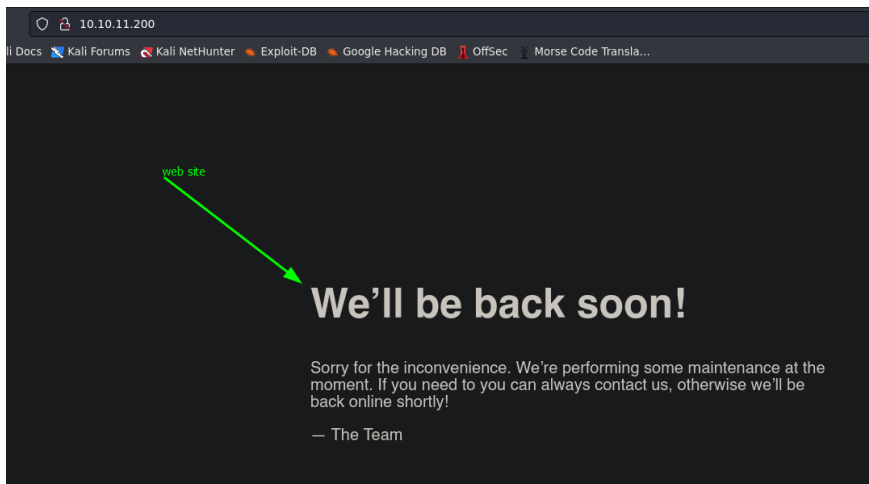 10.10.11.200
li Docs Kali Forums Kali NetHunter Exploit-DB Google Hacking DB OffSec Morse Code Transla...
web site
We’ll be back soon!
Sorry for the inconvenience. We’re performing some maintenance at the
moment. If you need to you can always contact us, otherwise we’ll be
back online shortly!
— The Team